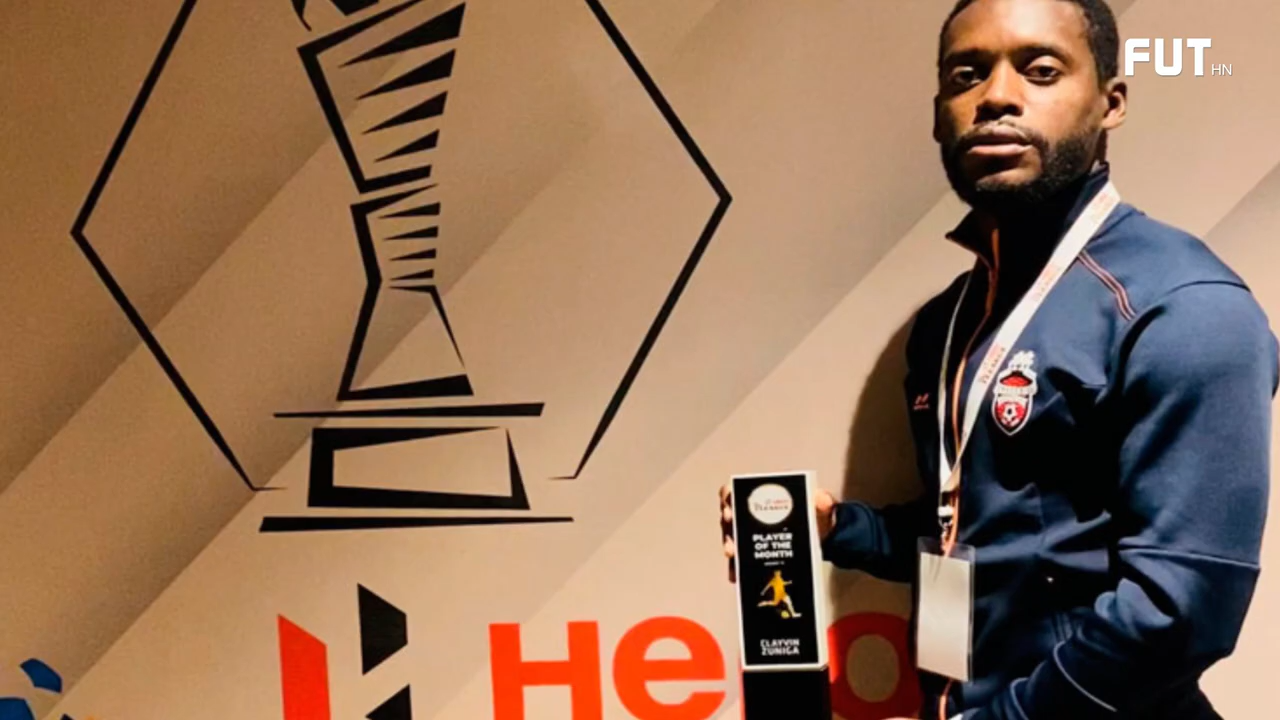 FUT HN
PLAYER
OF THE
MONTH
CLAYVIN
ZUNIGA
He o